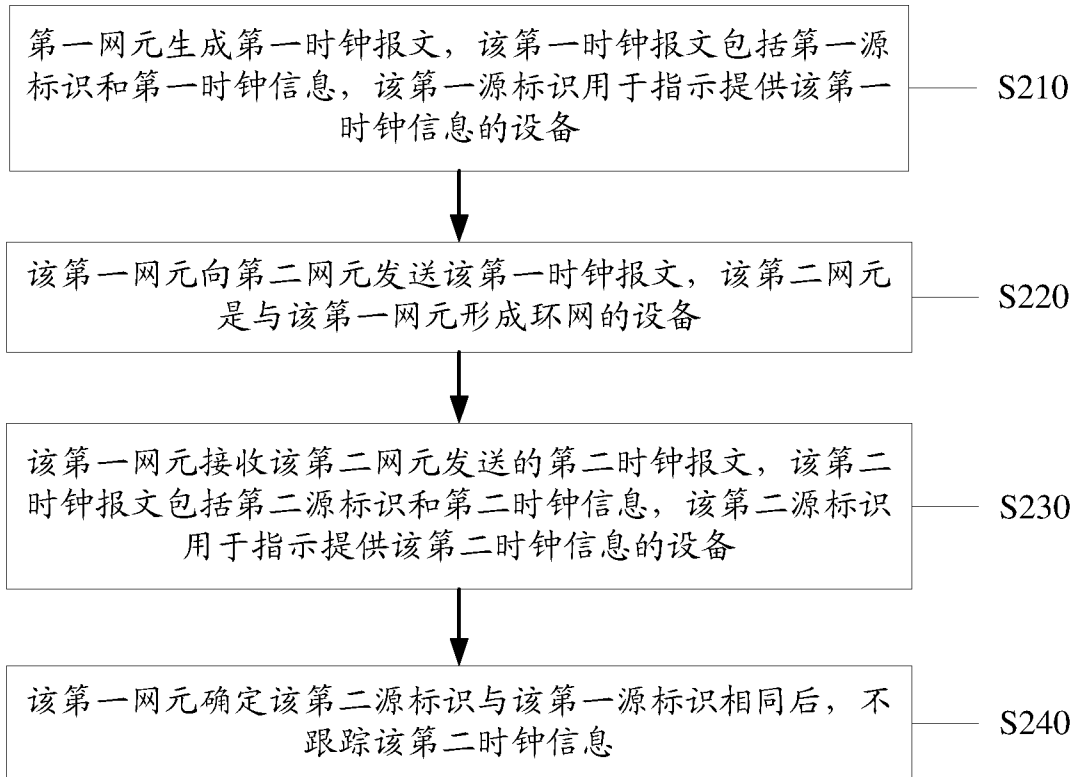 第一网元生成第一时钟报文，该第一时钟报文包括第一源
标识和第一时钟信息，该第一源标识用于指示提供该第一
时钟信息的设备
S210
该第一网元向第二网元发送该第一时钟报文，该第二网元
是与该第一网元形成环网的设备
S220
该第一网元接收该第二网元发送的第二时钟报文，该第二
时钟报文包括第二源标识和第二时钟信息，该第二源标识
用于指示提供该第二时钟信息的设备
S230
该第一网元确定该第二源标识与该第一源标识相同后，不
跟踪该第二时钟信息
S240